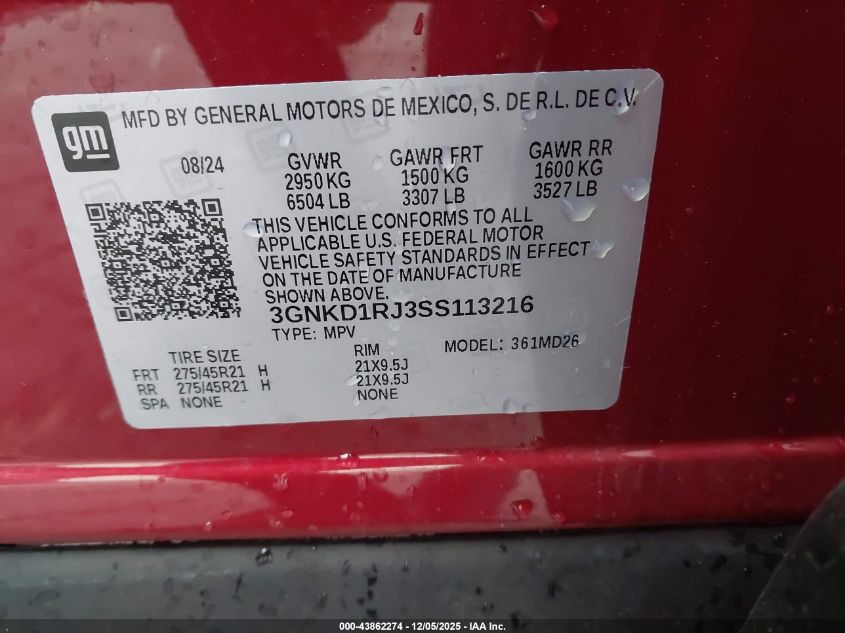 gm
MFD BY GENERAL MOTORS DE MEXICO, S. DE R.L. DE C.V.
08/24 GVWR GAWR FRT GAWR RR
2950 KG 1500 KG 1600 KG
6504 LB 3307 LB 3527 LB
THIS VEHICLE CONFORMS TO ALL
APPLICABLE U.S. FEDERAL MOTOR
VEHICLE SAFETY STANDARDS IN EFFECT
ON THE DATE OF MANUFACTURE
SHOWN ABOVE.
3GNKD1RJ3SS113216
TYPE: MPV MODEL: 361MD26
TIRE SIZE RIM
FRT 275/45R21 H 21X9.5J
RR 275/45R21 H 21X9.5J
SPA NONE NONE
000-43862274 - 12/05/2025 - IAA Inc.